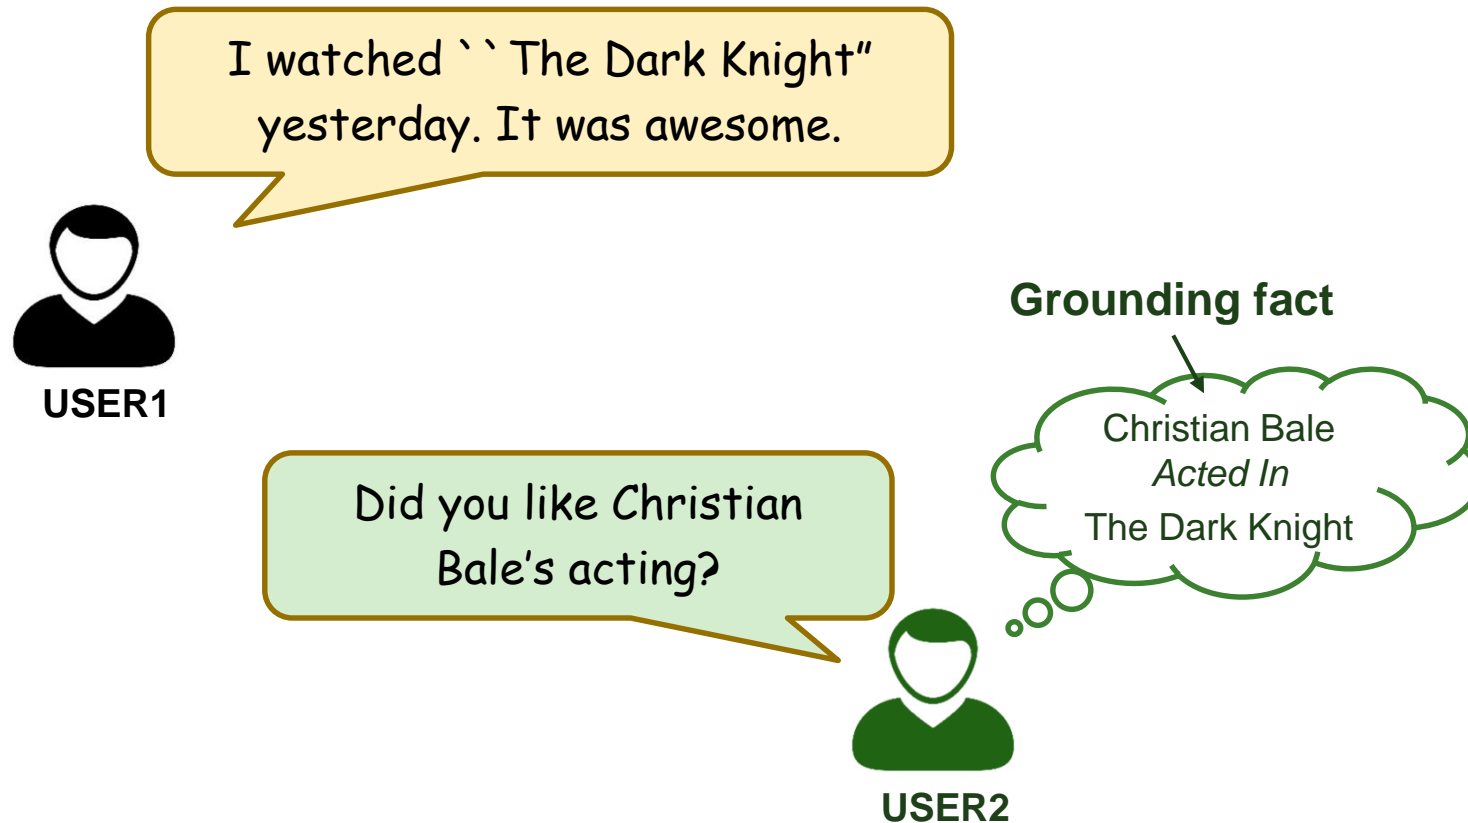 I watched ``The Dark Knight”
yesterday. It was awesome.
USER1
Grounding fact
Christian Bale
Acted In
The Dark Knight
Did you like Christian
Bale’s acting?
USER2